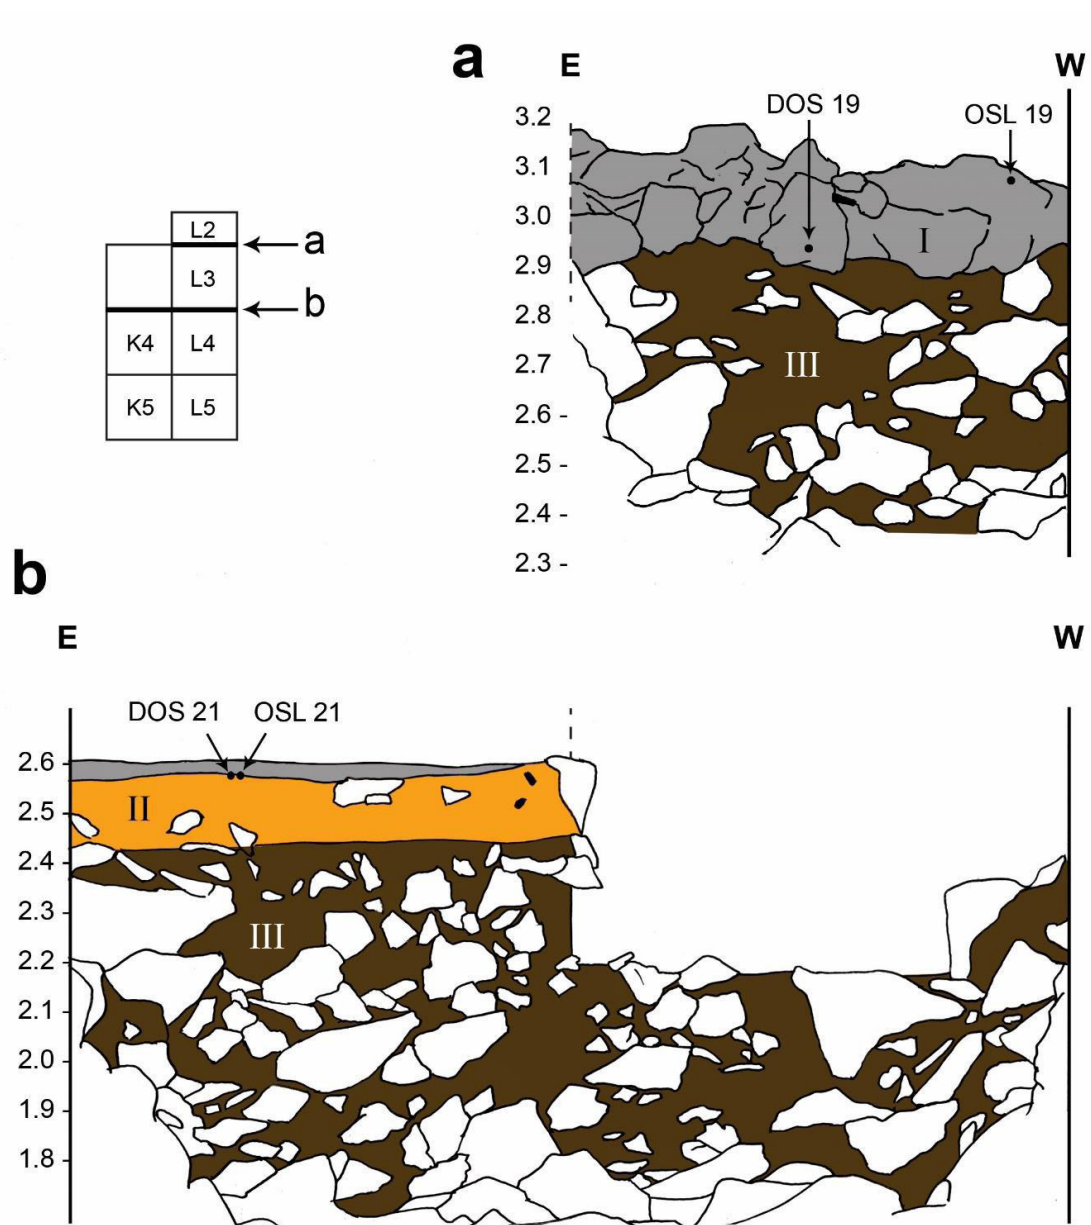 a
E
W
DOS 19
OSL 19
3.2
3.1
3.0
2.9
2.8
2.7
2.6 -
2.5 -
2.4 -
2.3 -
I
III
L2
a
L3
b
K4
L4
K5
L5
b
E
W
DOS 21
OSL 21
2.6
2.5
2.4
2.3
2.2
2.1
2.0
1.9
1.8
II
III